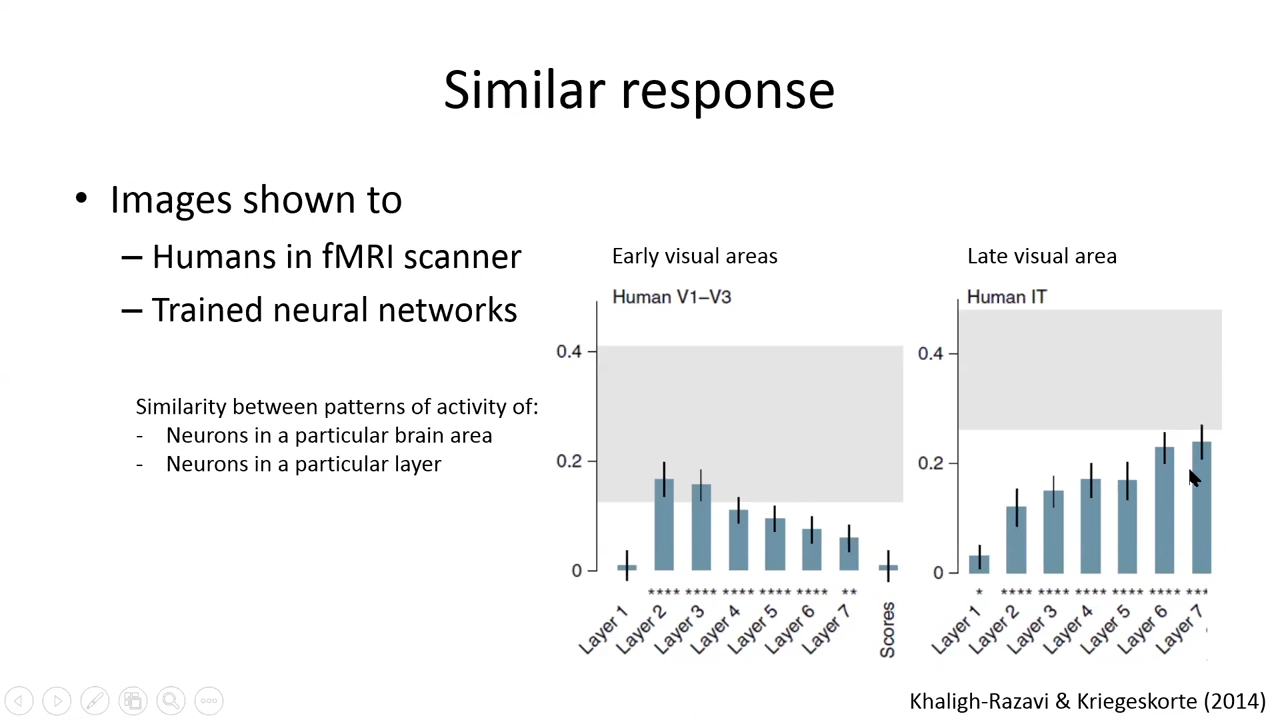 Similar response
• Images shown to
– Humans in fMRI scanner
– Trained neural networks
Similarity between patterns of activity of:
- Neurons in a particular brain area
- Neurons in a particular layer
Early visual areas
Human V1–V3
0.4
0.2
0
**** **** **** **** **** **
Layer 1
Layer 2
Layer 3
Layer 4
Layer 5
Layer 6
Layer 7
Scores
Late visual area
Human IT
0.4
0.2
0
* **** **** **** **** **** ***
Layer 1
Layer 2
Layer 3
Layer 4
Layer 5
Layer 6
Layer 7
Khaligh-Razavi & Kriegeskorte (2014)